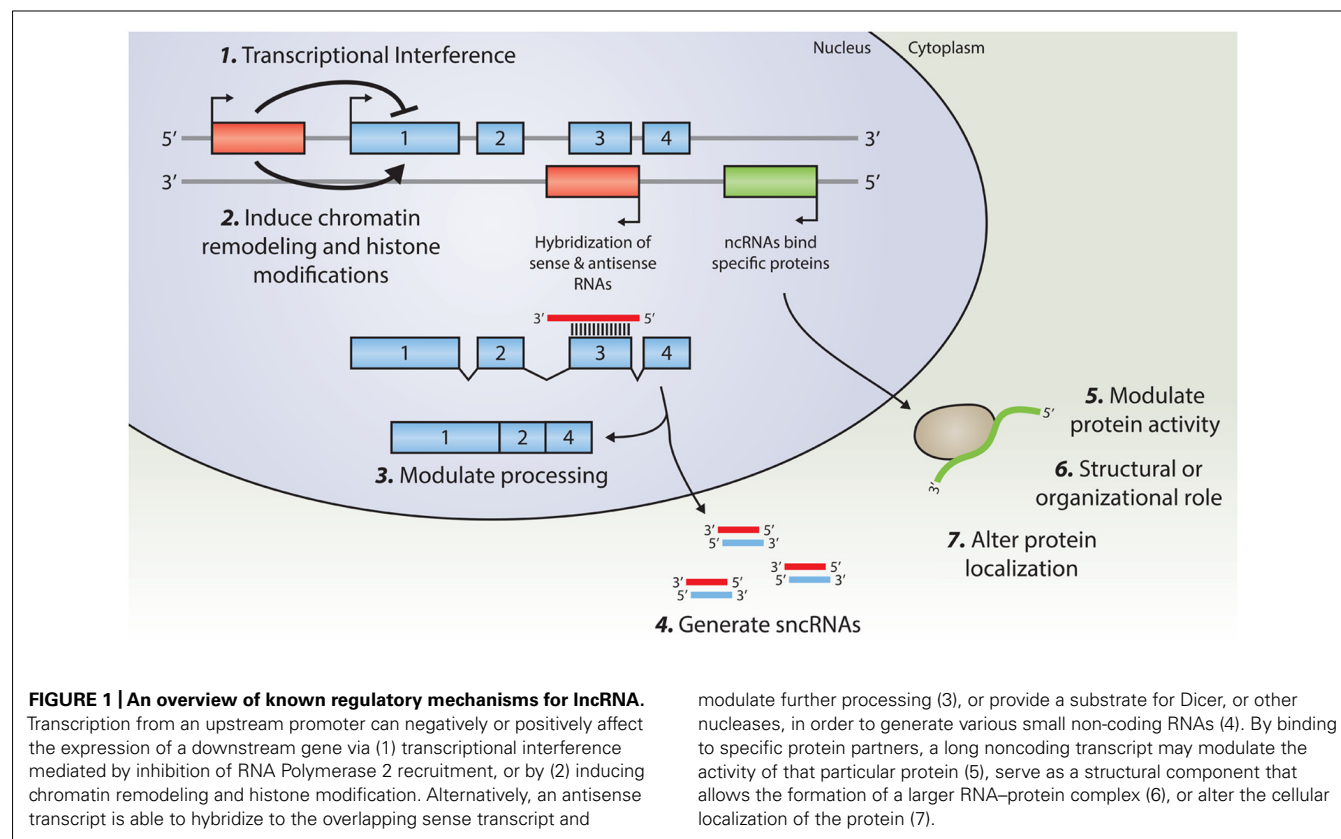 1. Transcriptional Interference
Nucleus
Cytoplasm
5′
1
2
3
4
3′
3′
5′
2. Induce chromatin
remodeling and histone
modifications
Hybridization of
sense & antisense
RNAs
ncRNAs bind
specific proteins
3′
5′
1
2
3
4
1
2
4
3. Modulate processing
5′
3′
5. Modulate
protein activity
6. Structural or
organizational role
7. Alter protein
localization
3′ 5′
5′ 3′
3′ 5′
5′ 3′
3′ 5′
5′ 3′
4. Generate sncRNAs
FIGURE 1 | An overview of known regulatory mechanisms for lncRNA.
Transcription from an upstream promoter can negatively or positively affect
the expression of a downstream gene via (1) transcriptional interference
mediated by inhibition of RNA Polymerase 2 recruitment, or by (2) inducing
chromatin remodeling and histone modification. Alternatively, an antisense
transcript is able to hybridize to the overlapping sense transcript and
modulate further processing (3), or provide a substrate for Dicer, or other
nucleases, in order to generate various small non-coding RNAs (4). By binding
to specific protein partners, a long noncoding transcript may modulate the
activity of that particular protein (5), serve as a structural component that
allows the formation of a larger RNA–protein complex (6), or alter the cellular
localization of the protein (7).